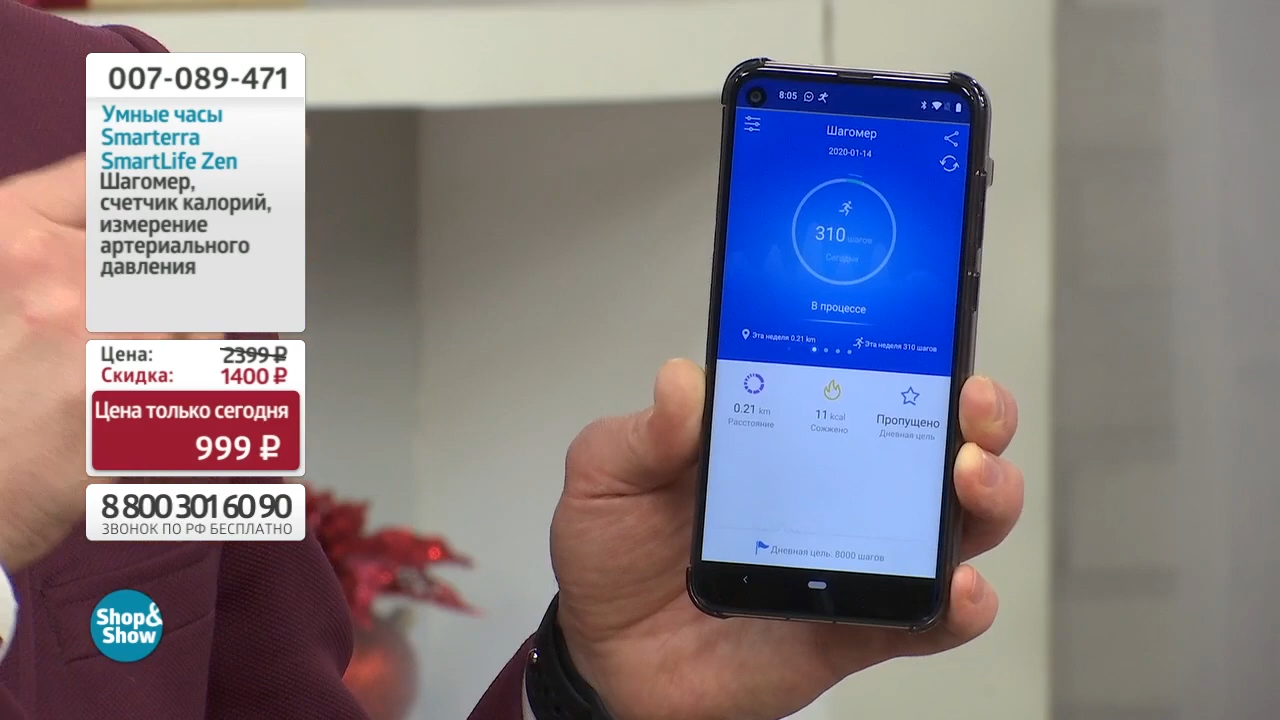 007-089-471
Умные часы
Smarterra
SmartLife Zen
Шагомер,
счетчик калорий,
измерение
артериального
давления
Цена: 2399 ₽
Скидка: 1400 ₽
Цена только сегодня
999 ₽
8 800 301 60 90
ЗВОНОК ПО РФ БЕСПЛАТНО
Shop&
Show
8:05
Шагомер
2020-01-14
310 шагов
Сегодня
В процессе
Эта неделя 0.21 km Эта неделя 310 шагов
0.21 km 11 kcal Пропущено
Расстояние Сожжено Дневная цель
Дневная цель: 8000 шагов